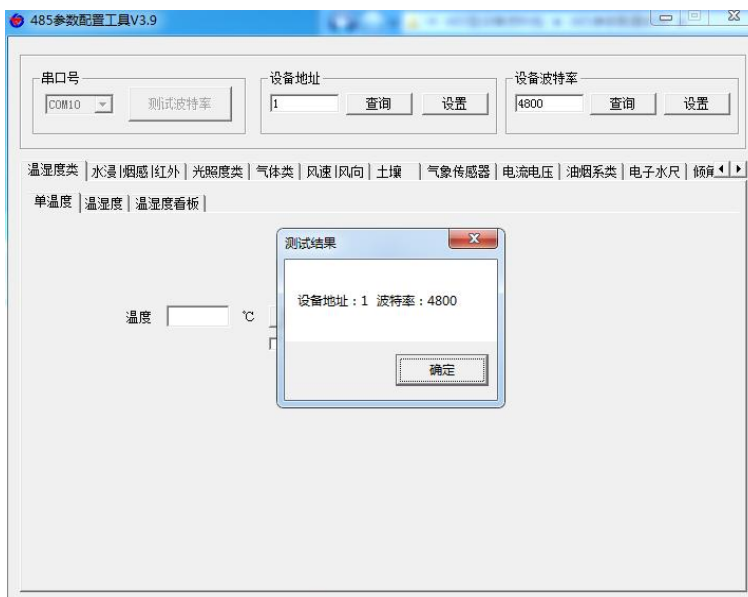 485参数配置工具V3.9
串口号 设备地址 设备波特率
COM10 测试波特率 1 查询 设置 4800 查询 设置
温湿度类 水浸|烟感|红外 光照度类 气体类 风速|风向 土壤 气象传感器 电流电压 油烟系类 电子水尺
单温度 温湿度 温湿度看板
测试结果
设备地址：1 波特率：4800
温度 ℃
确定